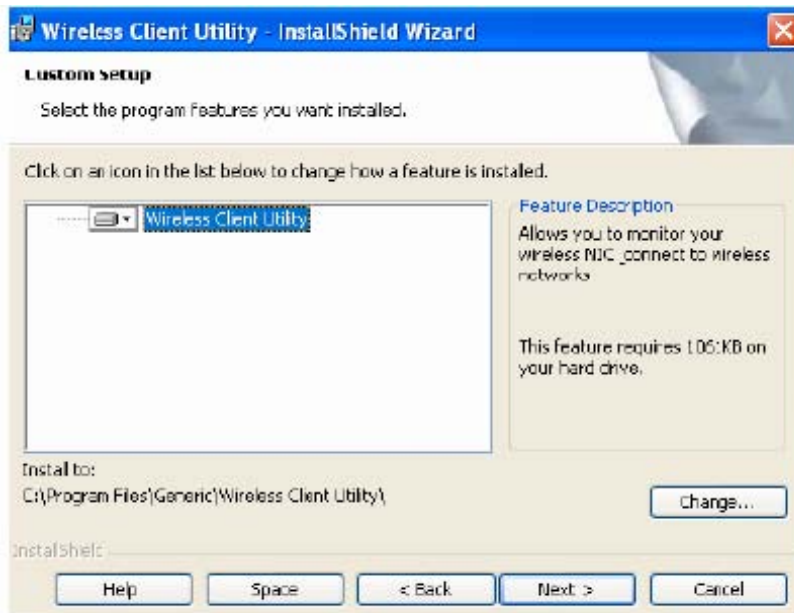 Wireless Client Utility - InstallShield Wizard
Custom Setup
Select the program features you want installed.
Click on an icon in the list below to change how a feature is installed.
Wireless Client Utility
Feature Description
Allows you to monitor your
wireless NIC, connect to wireless
networks
This feature requires KB on
your hard drive.
Install to:
C:\Program Files\Generic\Wireless Client Utility\
Change...
InstallShield
Help
Space
< Back
Next >
Cancel